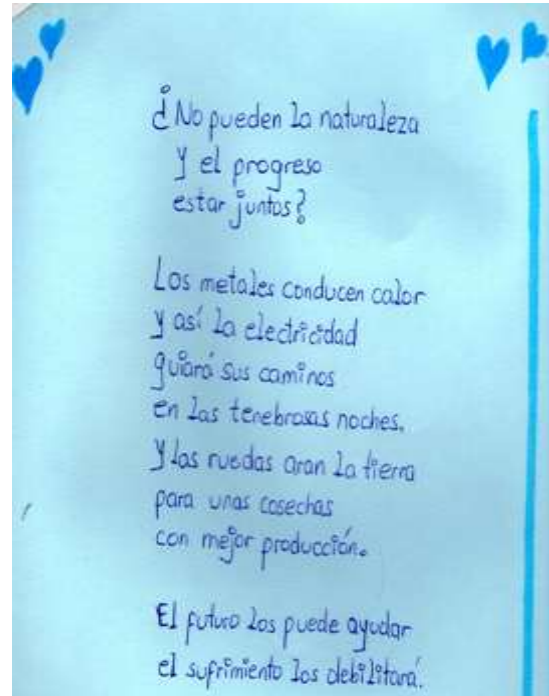 ¿No pueden la naturaleza
y el progreso
estar juntos?
Los metales conducen calor
y así la electricidad
guiará sus caminos
en las tenebrosas noches.
Y las ruedas aran la tierra
para unas cosechas
con mejor producción.
El futuro los puede ayudar
el sufrimiento los debilitará.